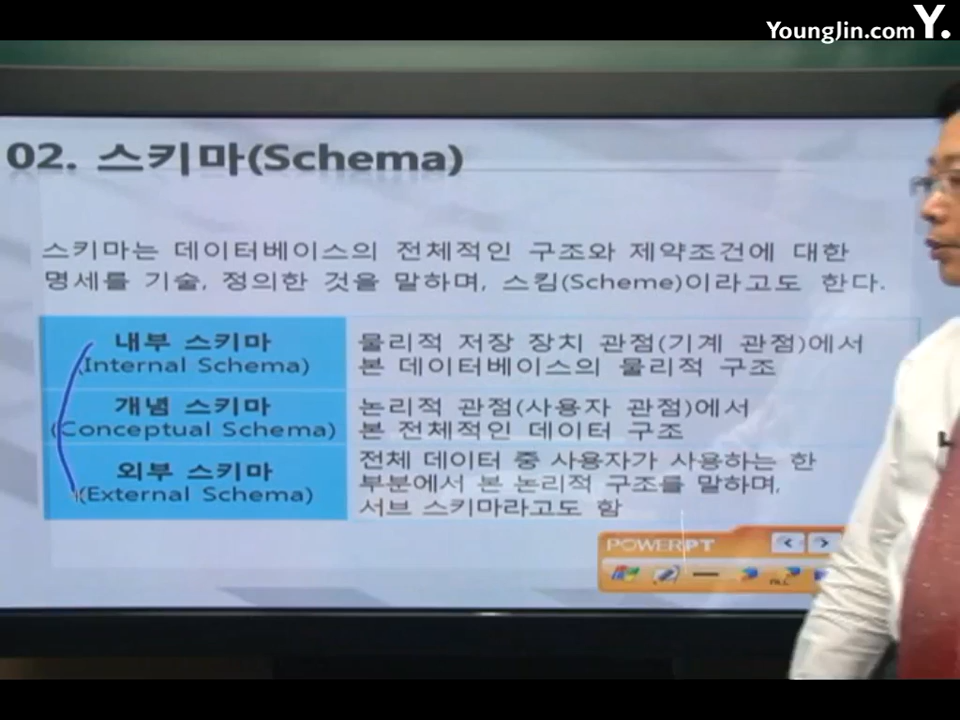 YoungJin.com Y.
02. 스키마(Schema)
스키마는 데이터베이스의 전체적인 구조와 제약조건에 대한
명세를 기술, 정의한 것을 말하며, 스킴(Scheme)이라고도 한다.
내부 스키마
(Internal Schema)
물리적 저장 장치 관점(기계 관점)에서
본 데이터베이스의 물리적 구조
개념 스키마
(Conceptual Schema)
논리적 관점(사용자 관점)에서
본 전체적인 데이터 구조
외부 스키마
(External Schema)
전체 데이터 중 사용자가 사용하는 한
부분에서 본 논리적 구조를 말하며,
서브 스키마라고도 함
POWERPT